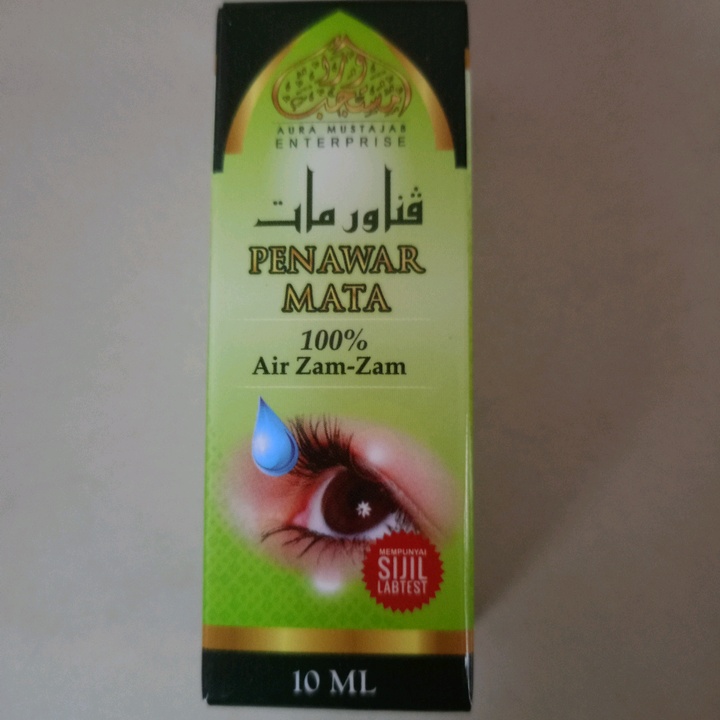 AURA MUSTAJAB
ENTERPRISE
ڤناور مات
PENAWAR
MATA
100%
Air Zam-Zam
MEMPUNYAI
SIJIL
LABTEST
10 ML